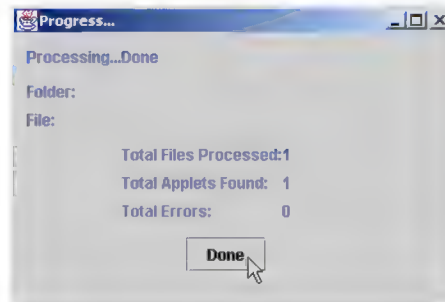 Progress...
Processing...Done
Folder:
File:
Total Files Processed:1
Total Applets Found: 1
Total Errors: 0
Done